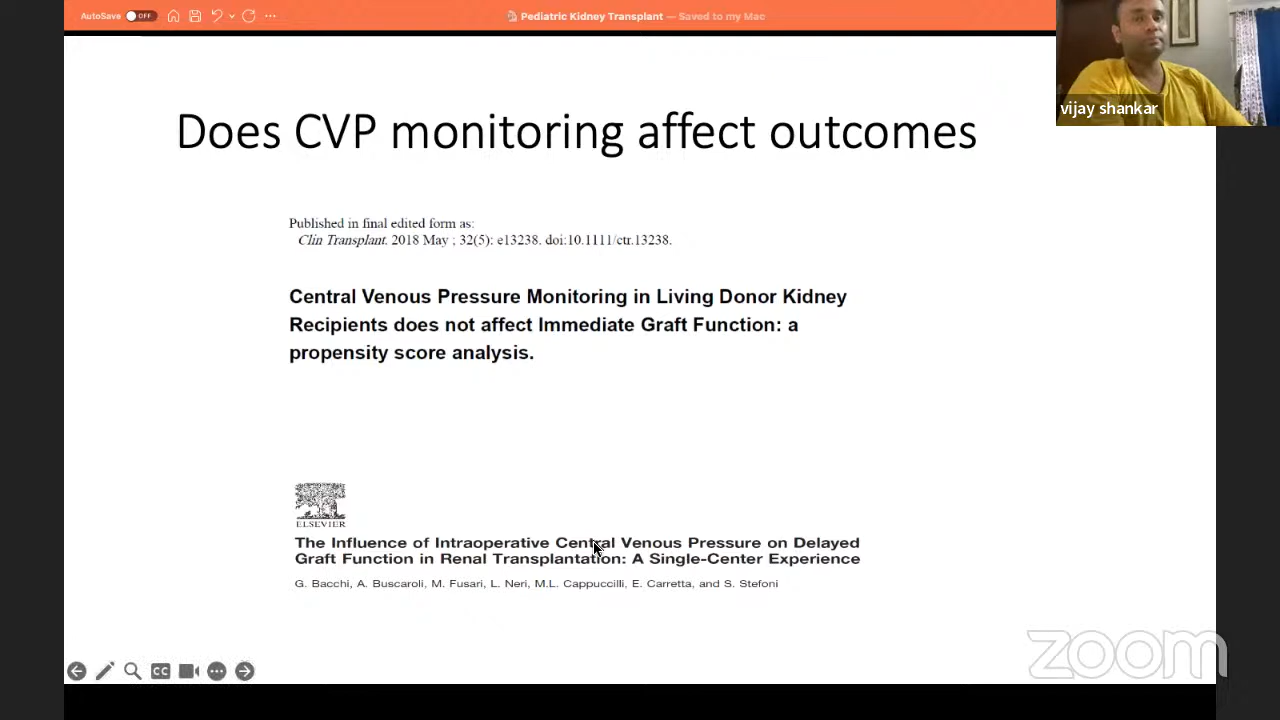 AutoSave OFF
Pediatric Kidney Transplant — Saved to my Mac
vijay shankar
Does CVP monitoring affect outcomes
Published in final edited form as:
Clin Transplant. 2018 May ; 32(5): e13238. doi:10.1111/ctr.13238.
Central Venous Pressure Monitoring in Living Donor Kidney
Recipients does not affect Immediate Graft Function: a
propensity score analysis.
ELSEVIER
The Influence of Intraoperative Central Venous Pressure on Delayed
Graft Function in Renal Transplantation: A Single-Center Experience
G. Bacchi, A. Buscaroli, M. Fusari, L. Neri, M.L. Cappuccilli, E. Carretta, and S. Stefoni
CC
zoom